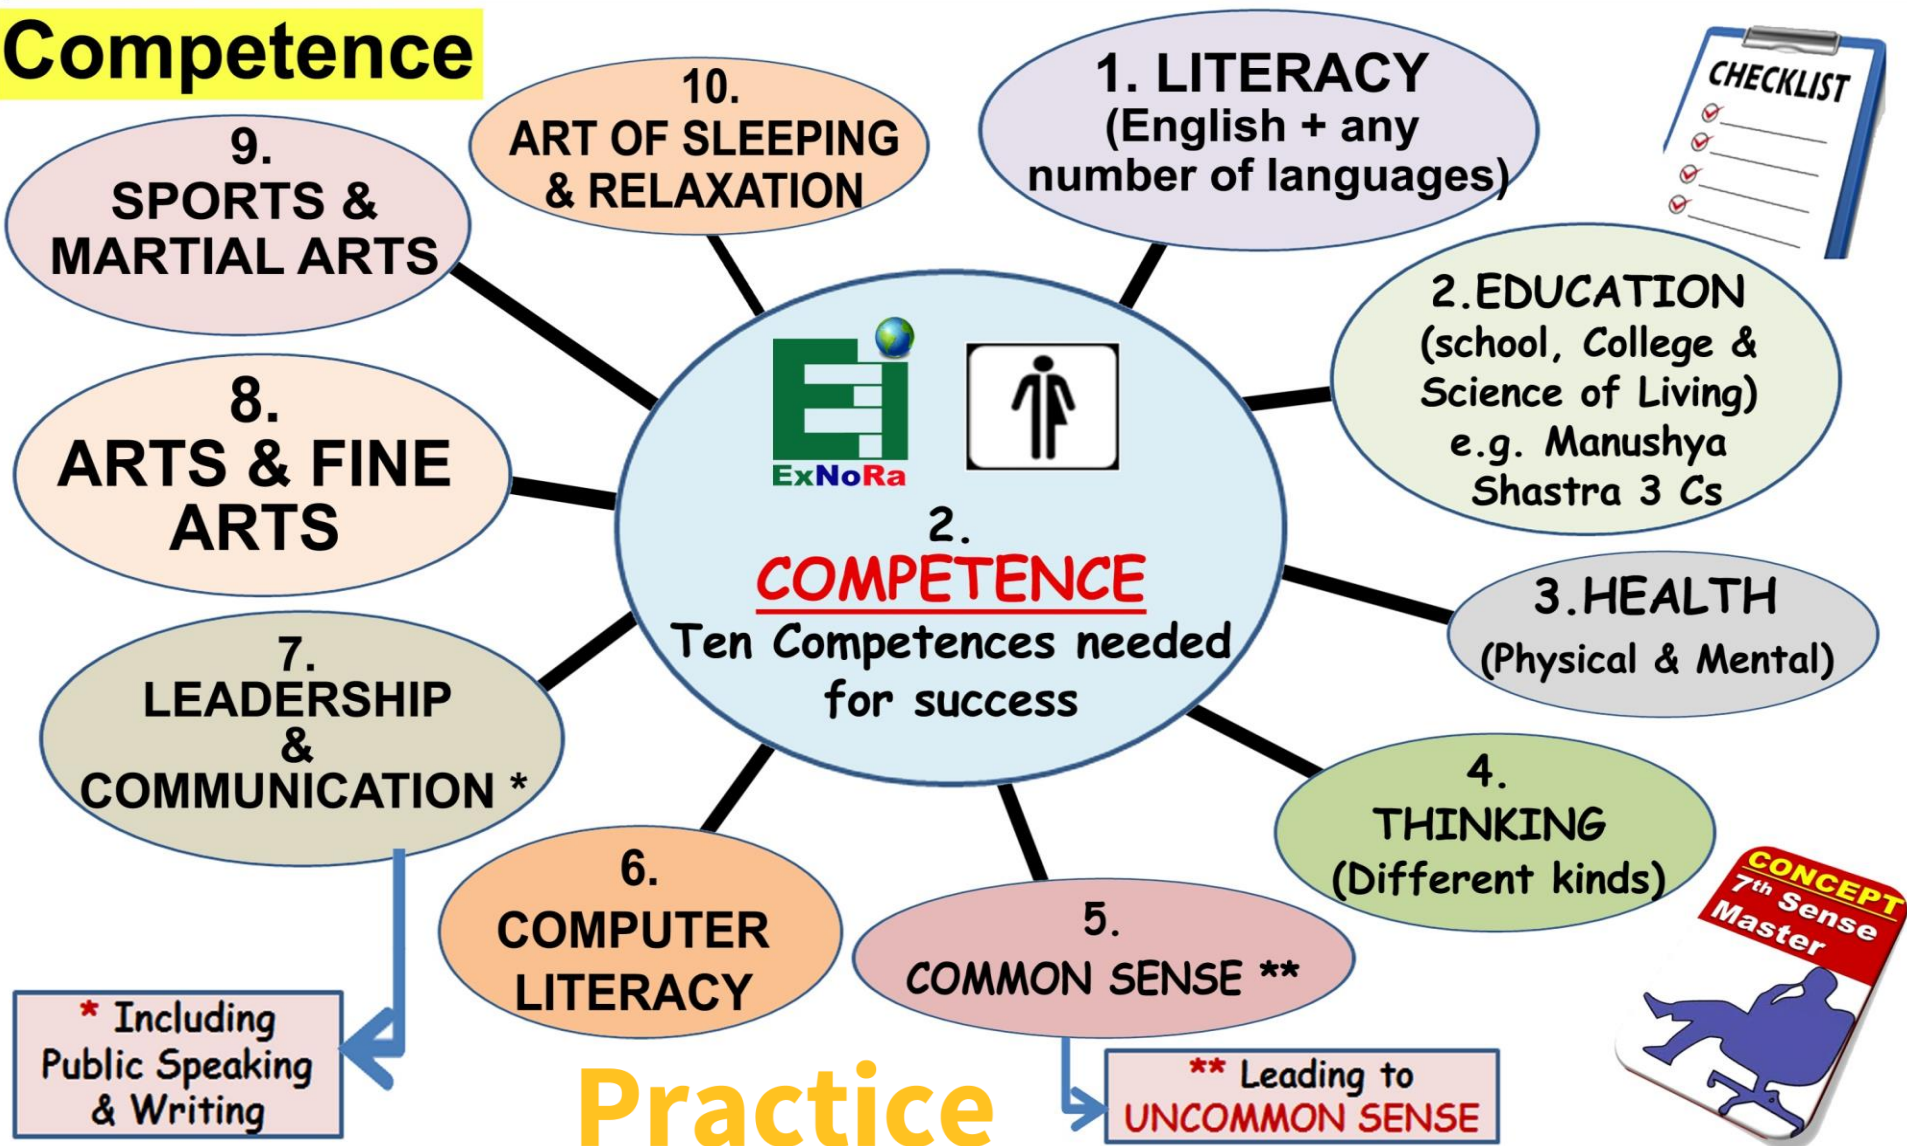 Competence
1. LITERACY
(English + any
number of languages)
CHECKLIST
2.EDUCATION
(school, College &
Science of Living)
e.g. Manushya
Shastra 3 Cs
3.HEALTH
(Physical & Mental)
4.
THINKING
(Different kinds)
5.
COMMON SENSE **
** Leading to
UNCOMMON SENSE
6.
COMPUTER
LITERACY
7.
LEADERSHIP
&
COMMUNICATION *
* Including
Public Speaking
& Writing
8.
ARTS & FINE
ARTS
9.
SPORTS &
MARTIAL ARTS
10.
ART OF SLEEPING
& RELAXATION
ExNoRa
2.
COMPETENCE
Ten Competences needed
for success
CONCEPT
7th Sense
Master
Practice